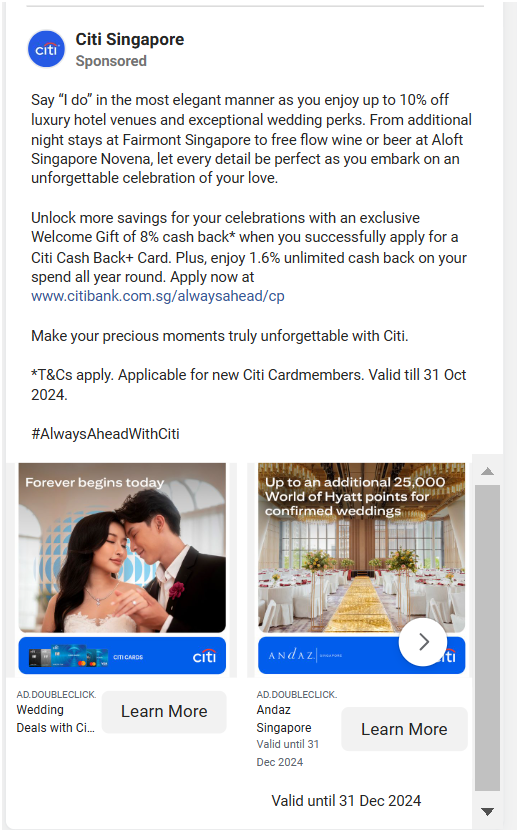 Citi Singapore
Sponsored
Say “I do” in the most elegant manner as you enjoy up to 10% off
luxury hotel venues and exceptional wedding perks. From additional
night stays at Fairmont Singapore to free flow wine or beer at Aloft
Singapore Novena, let every detail be perfect as you embark on an
unforgettable celebration of your love.
Unlock more savings for your celebrations with an exclusive
Welcome Gift of 8% cash back* when you successfully apply for a
Citi Cash Back+ Card. Plus, enjoy 1.6% unlimited cash back on your
spend all year round. Apply now at
www.citibank.com.sg/alwaysahead/cp
Make your precious moments truly unforgettable with Citi.
*T&Cs apply. Applicable for new Citi Cardmembers. Valid till 31 Oct
2024.
#AlwaysAheadWithCiti
Forever begins today
CITI CARDS
citi
AD.DOUBLECLICK.
Wedding
Deals with Ci...
Learn More
Up to an additional 25,000
World of Hyatt points for
confirmed weddings
ANdAZ SINGAPORE
AD.DOUBLECLICK.
Andaz
Singapore
Valid until 31
Dec 2024
Learn More
Valid until 31 Dec 2024